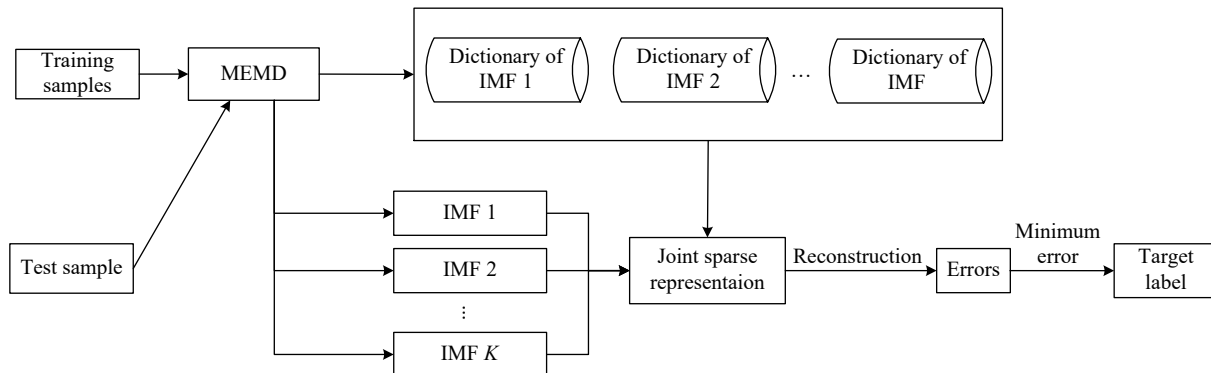 Training
samples
MEMD
Dictionary of
IMF 1
Dictionary of
IMF 2
...
Dictionary of
IMF
Test sample
IMF 1
IMF 2
⋮
IMF K
Joint sparse
representaion
Reconstruction
Errors
Minimum
error
Target
label